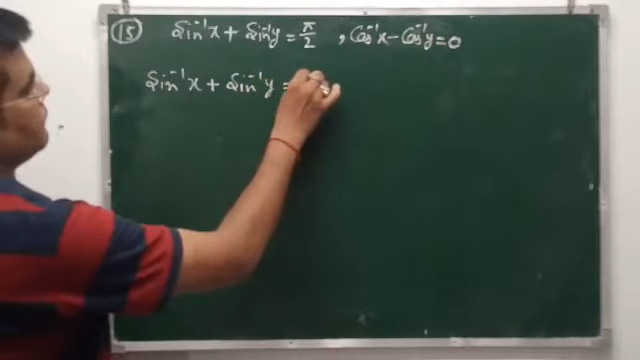 (15) Sin⁻¹x + Sin⁻¹y = π/2 , Cos⁻¹x − Cos⁻¹y = 0
Sin⁻¹x + Sin⁻¹y =